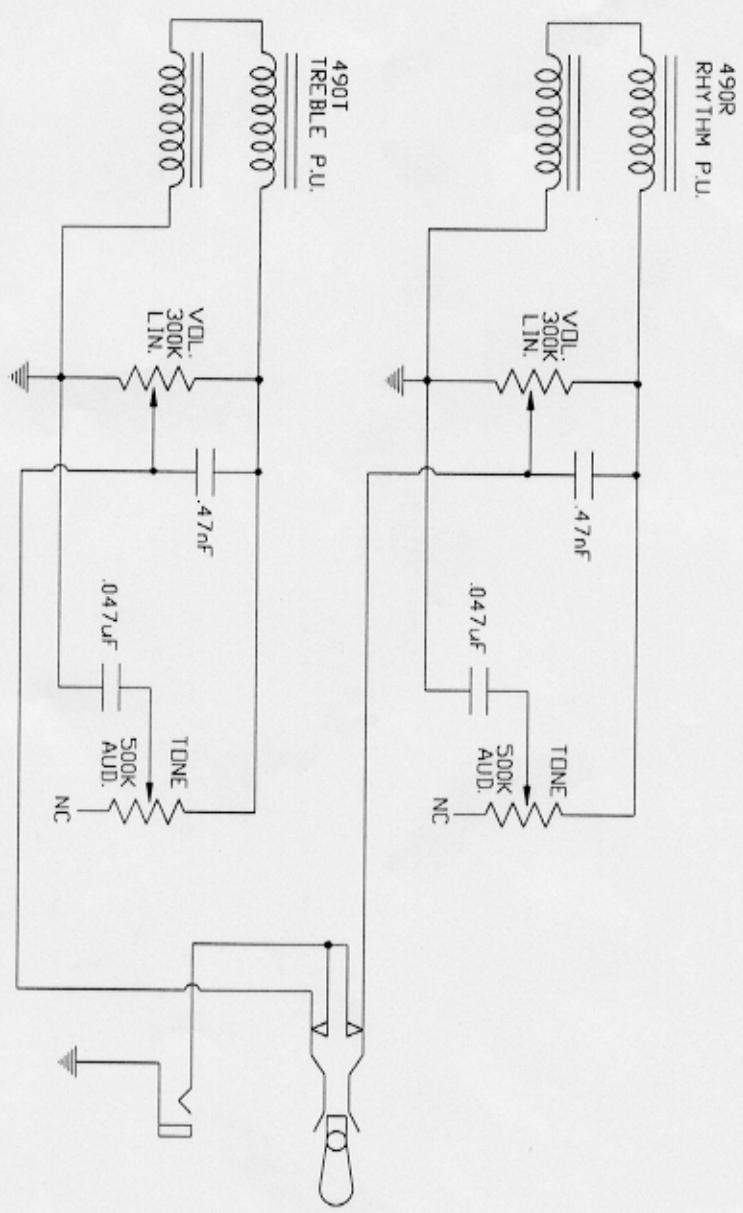 490R
RHYTHM P.U.
VOL.
300K
LIN.
.47nF
.047uF
TONE
500K
AUD.
NC
490T
TREBLE P.U.
VOL.
300K
LIN.
.47nF
.047uF
TONE
500K
AUD.
NC